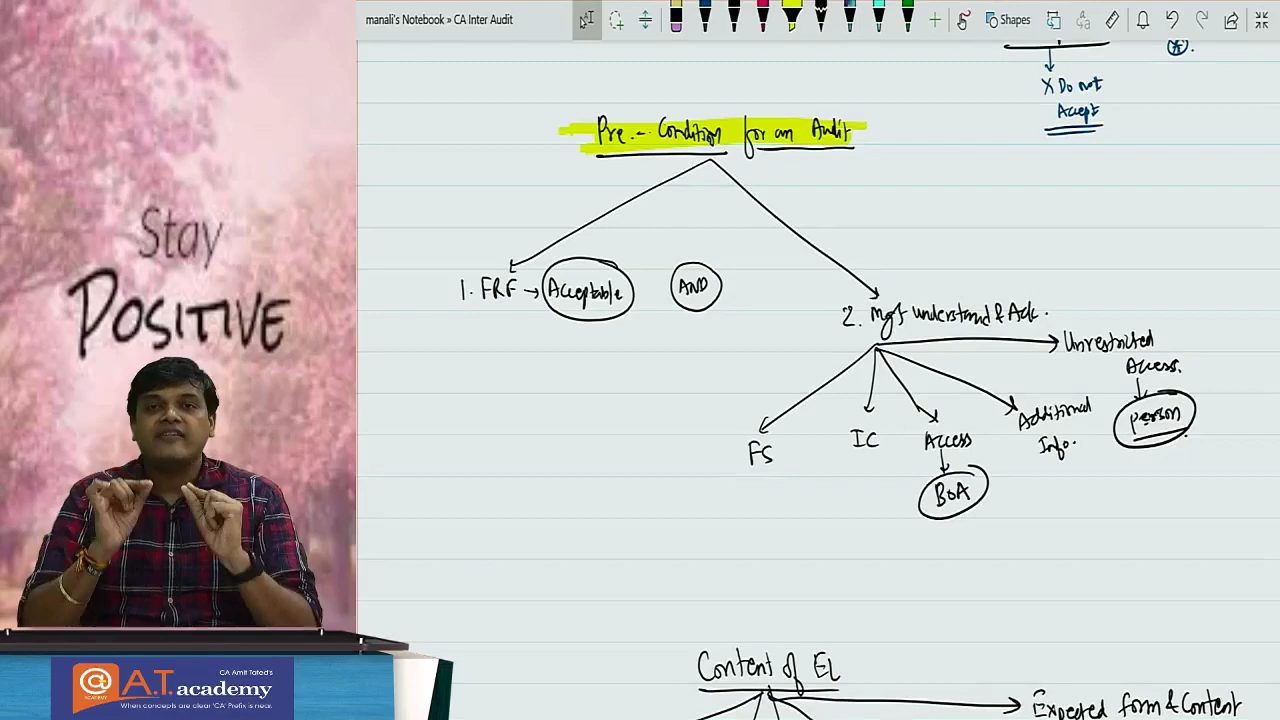 manali's Notebook » CA Inter Audit
Shapes
X Do not
Accept
Pre - Condition for an Audit
1. FRF → Acceptable
AND
2. Mgt understand & Ack.
Unrestricted
Access.
person
FS
IC
Access
BOA
Additional
Info.
Content of EL
Expected form & Content
Stay
POSITIVE
CA Amit Tated's
@ A.T. academy
ACADEMY
When concepts are clear 'CA' Prefix is near.